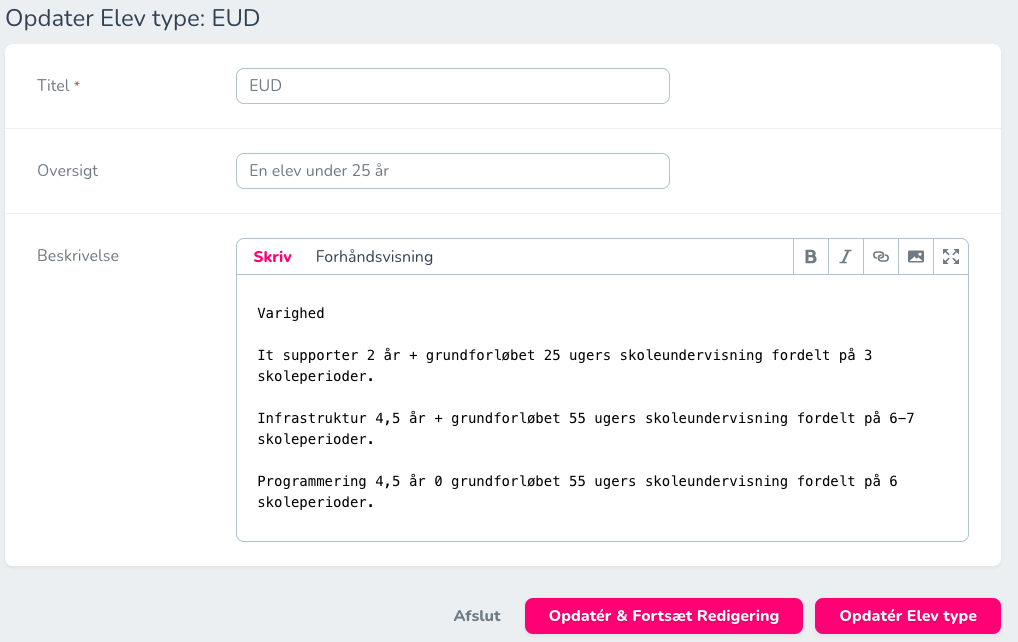 Opdater Elev type: EUD
Titel *
EUD
Oversigt
En elev under 25 år
Beskrivelse
Skriv Forhåndsvisning B I
Varighed
It supporter 2 år + grundforløbet 25 ugers skoleundervisning fordelt på 3
skoleperioder.
Infrastruktur 4,5 år + grundforløbet 55 ugers skoleundervisning fordelt på 6-7
skoleperioder.
Programmering 4,5 år 0 grundforløbet 55 ugers skoleundervisning fordelt på 6
skoleperioder.
Afslut Opdatér & Fortsæt Redigering Opdatér Elev type